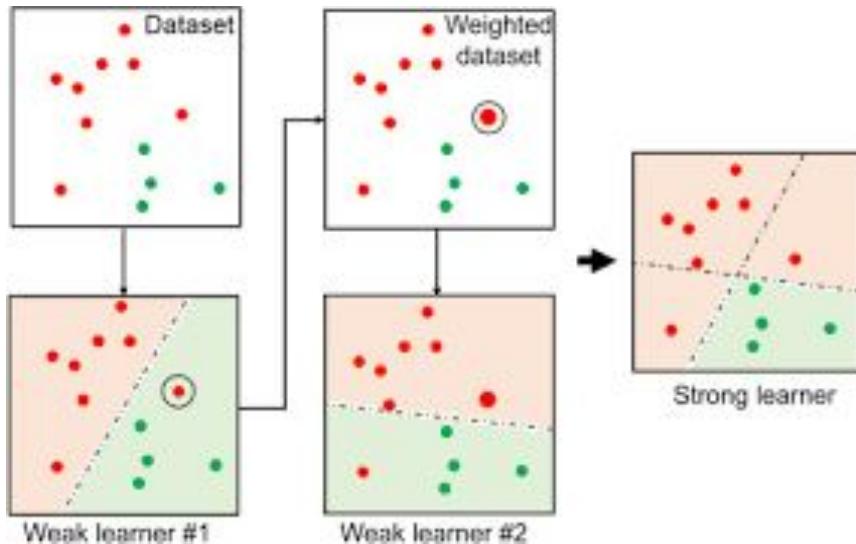 Dataset
Weighted
dataset
Weak learner #1
Weak learner #2
Strong learner